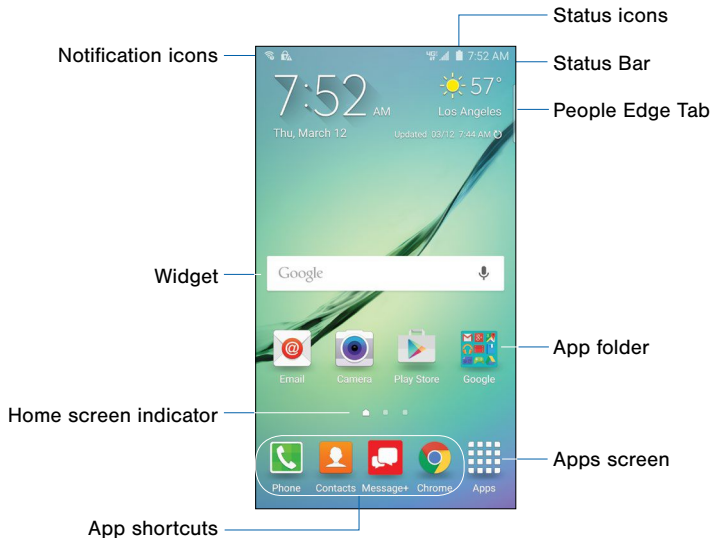 Status icons
Notification icons
4G
7:52 AM
Status Bar
7:52 AM
57°
People Edge Tab
Los Angeles
Thu, March 12
Updated 03/12 7:44 AM
Widget
Google
App folder
Email Camera Play Store Google
Home screen indicator
Apps screen
Phone Contacts Message+ Chrome Apps
App shortcuts